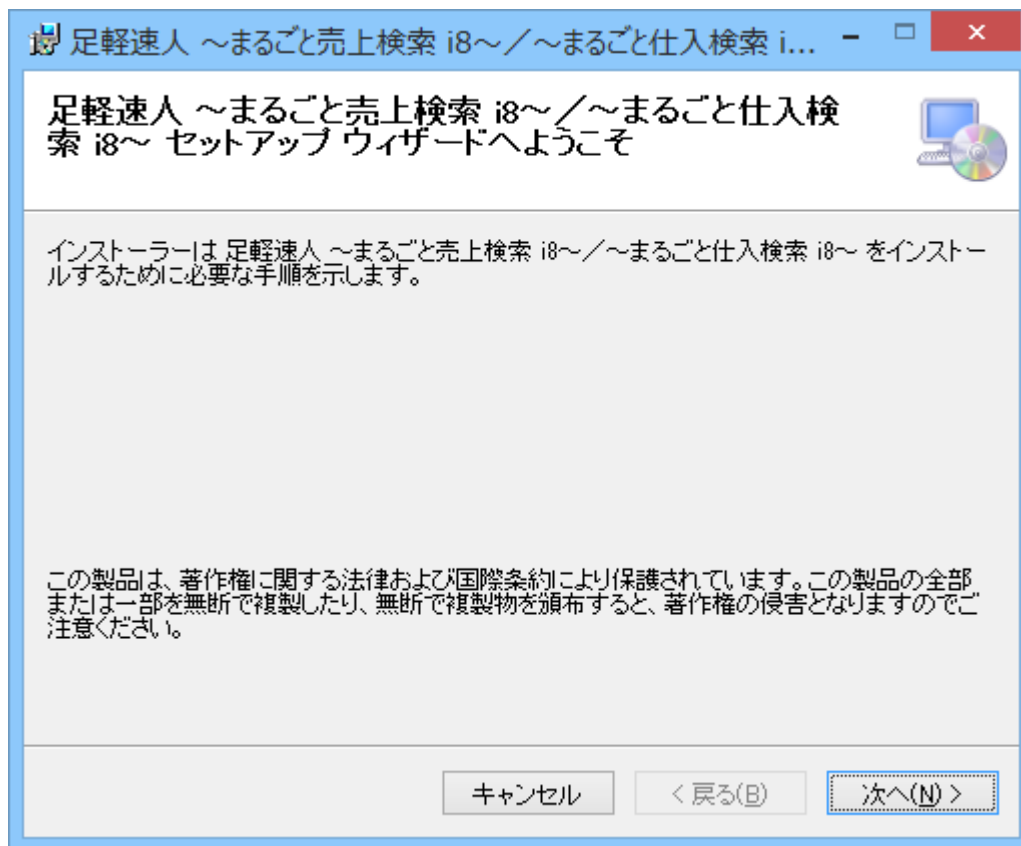 足軽速人 ～まるごと売上検索 i8～／～まるごと仕入検索 i...
足軽速人 ～まるごと売上検索 i8～／～まるごと仕入検
索 i8～ セットアップ ウィザードへようこそ
インストーラーは 足軽速人 ～まるごと売上検索 i8～／～まるごと仕入検索 i8～ をインストー
ルするために必要な手順を示します。
この製品は、著作権に関する法律および国際条約により保護されています。この製品の全部
または一部を無断で複製したり、無断で複製物を頒布すると、著作権の侵害となりますのでご
注意ください。
キャンセル
< 戻る(B)
次へ(N) >